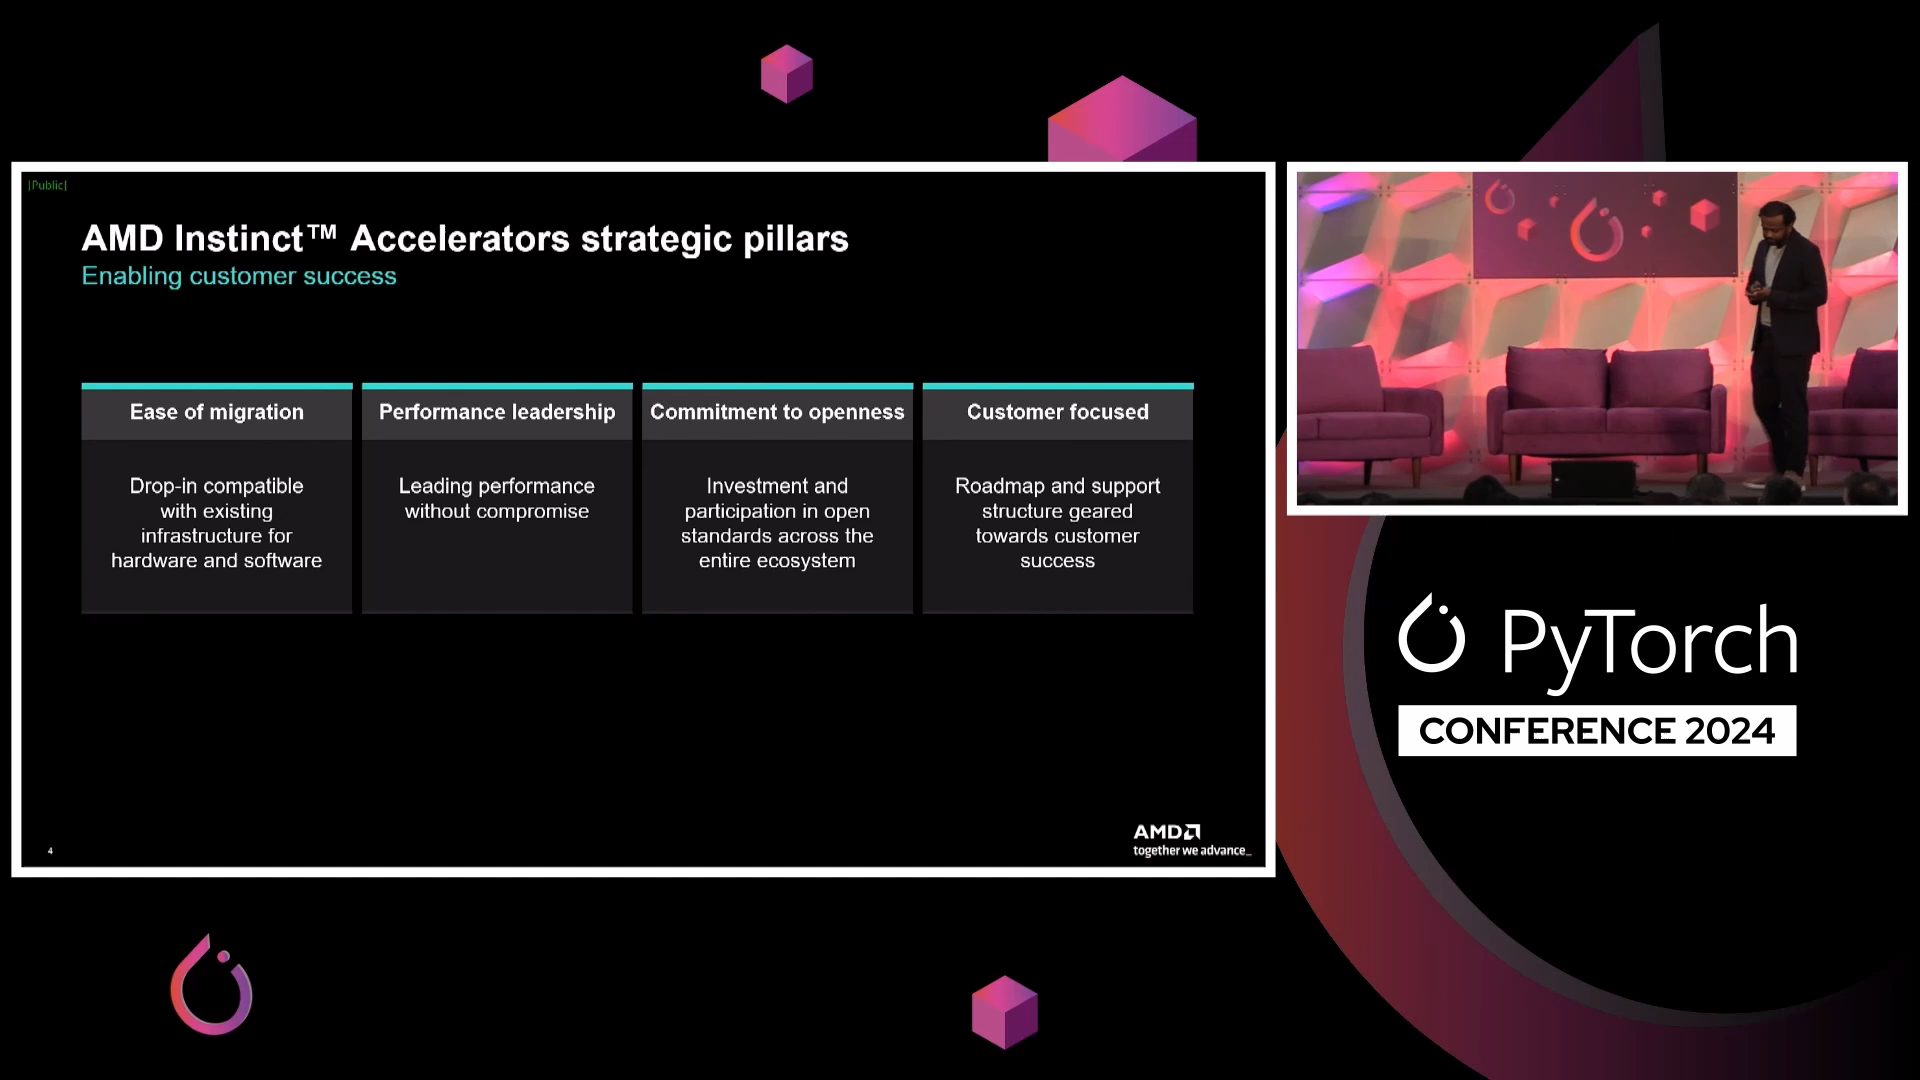 |Public|
AMD Instinct™ Accelerators strategic pillars
Enabling customer success
Ease of migration
Drop-in compatible
with existing
infrastructure for
hardware and software
Performance leadership
Leading performance
without compromise
Commitment to openness
Investment and
participation in open
standards across the
entire ecosystem
Customer focused
Roadmap and support
structure geared
towards customer
success
4
AMD
together we advance_
PyTorch
CONFERENCE 2024